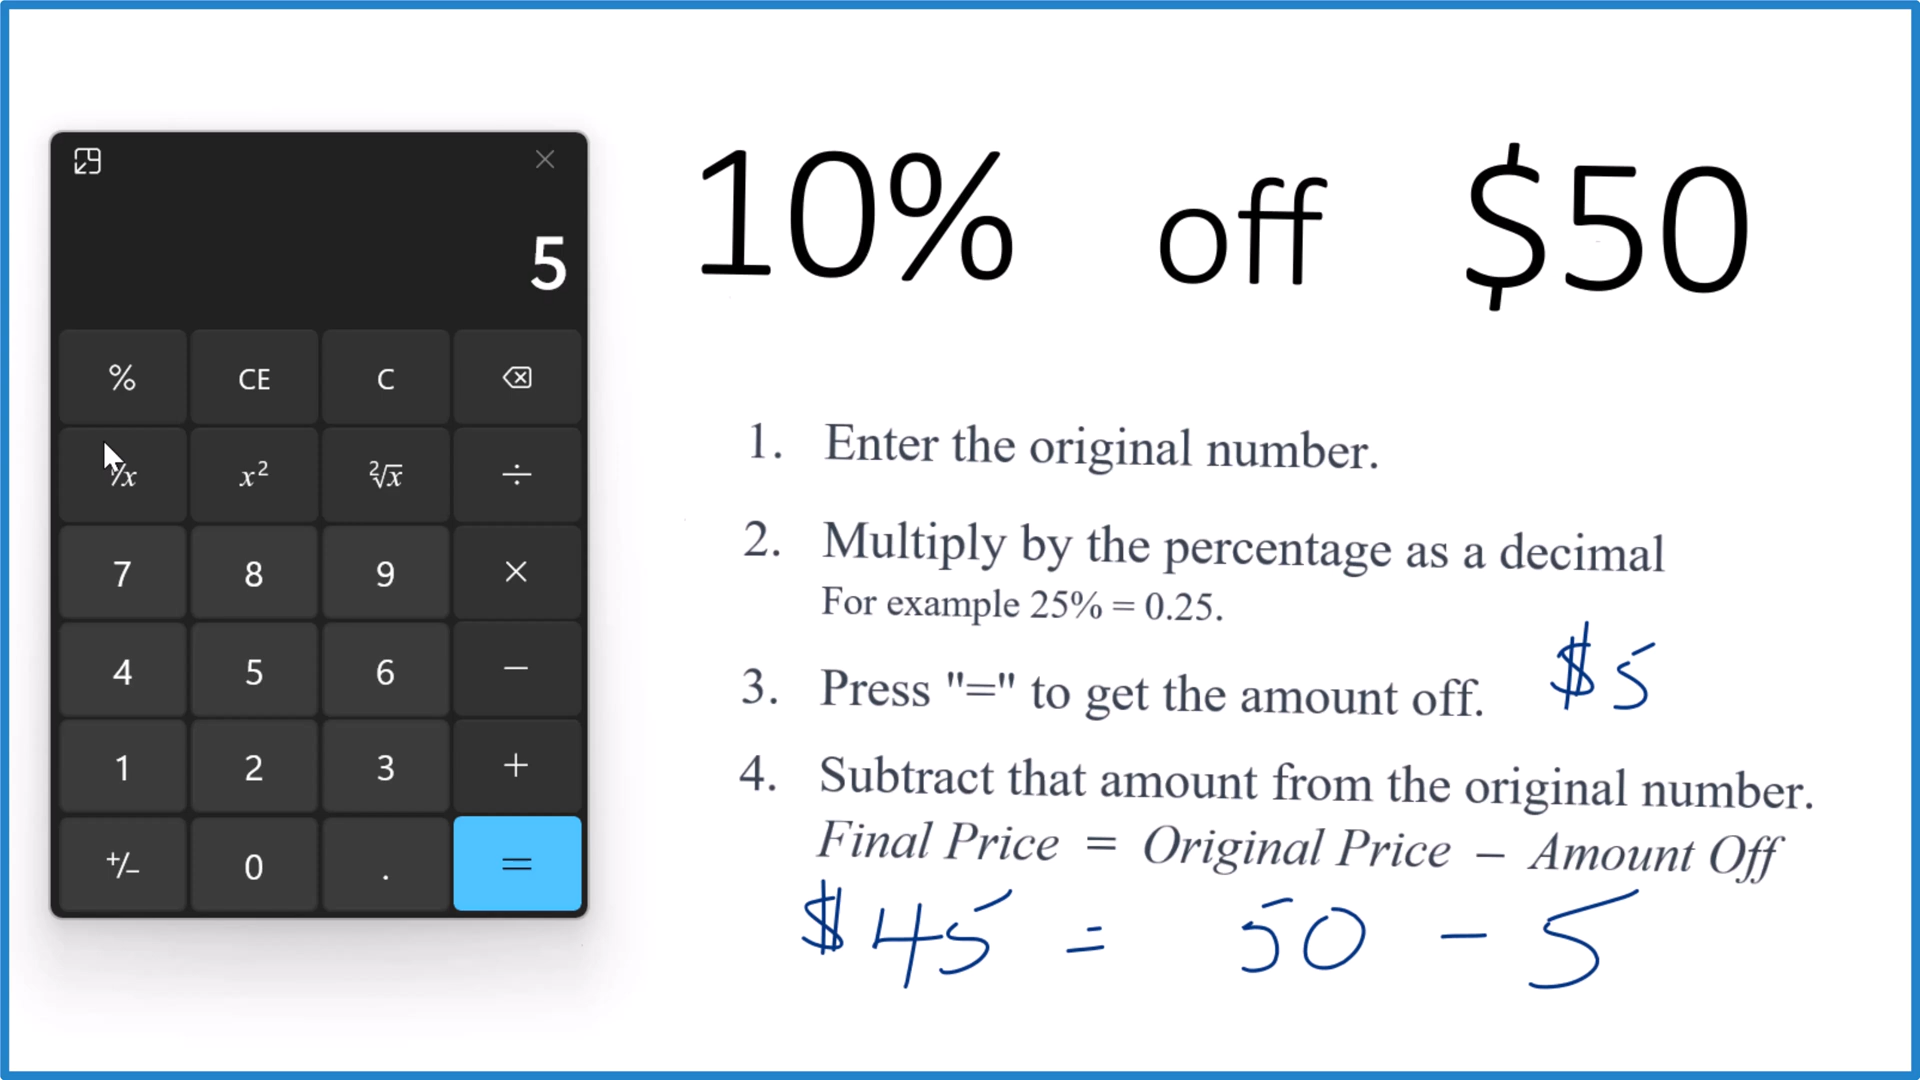 10% off $50
5
% CE C
⅟x x² ²√x ÷
7 8 9 ×
4 5 6 −
1 2 3 +
+/− 0 . =
1. Enter the original number.
2. Multiply by the percentage as a decimal
For example 25% = 0.25.
3. Press "=" to get the amount off. $5
4. Subtract that amount from the original number.
Final Price = Original Price − Amount Off
$45 = 50 - 5